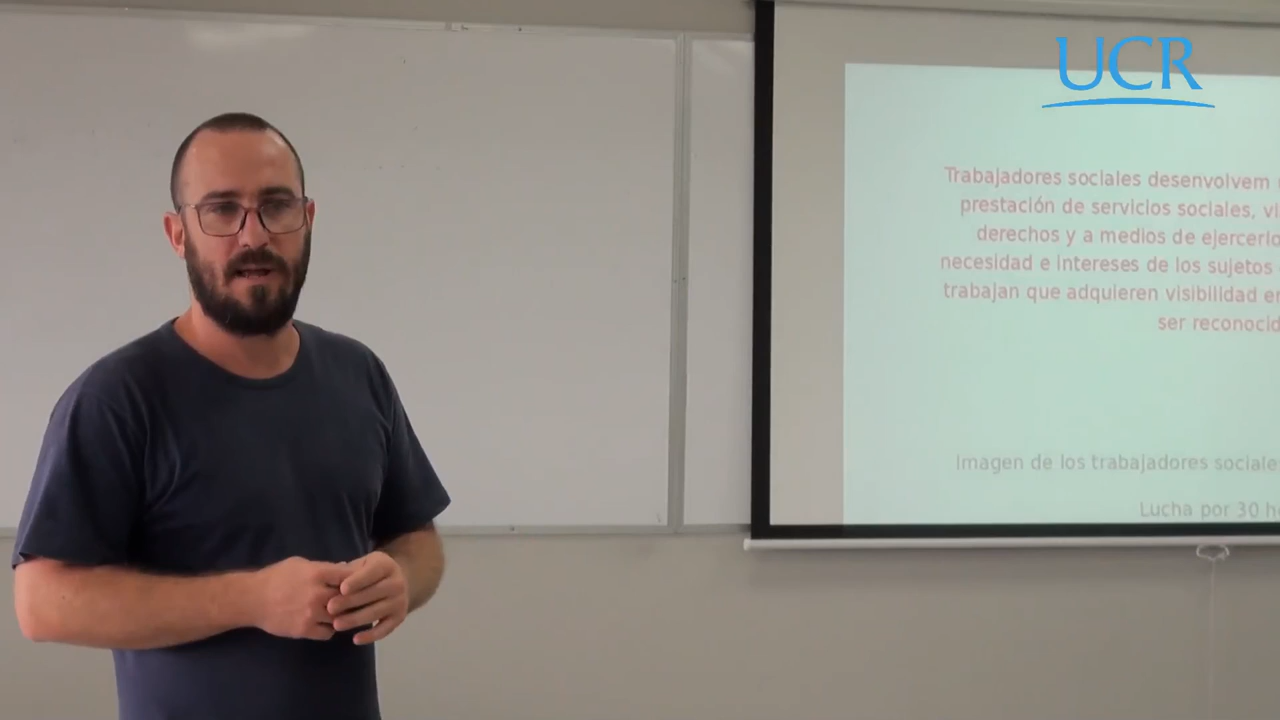 UCR
Trabajadores sociales desenvolvem
prestación de servicios sociales, vi
derechos y a medios de ejercerlo
necesidad e intereses de los sujetos
trabajan que adquieren visibilidad en
ser reconocid
Imagen de los trabajadores sociale
Lucha por 30 ho